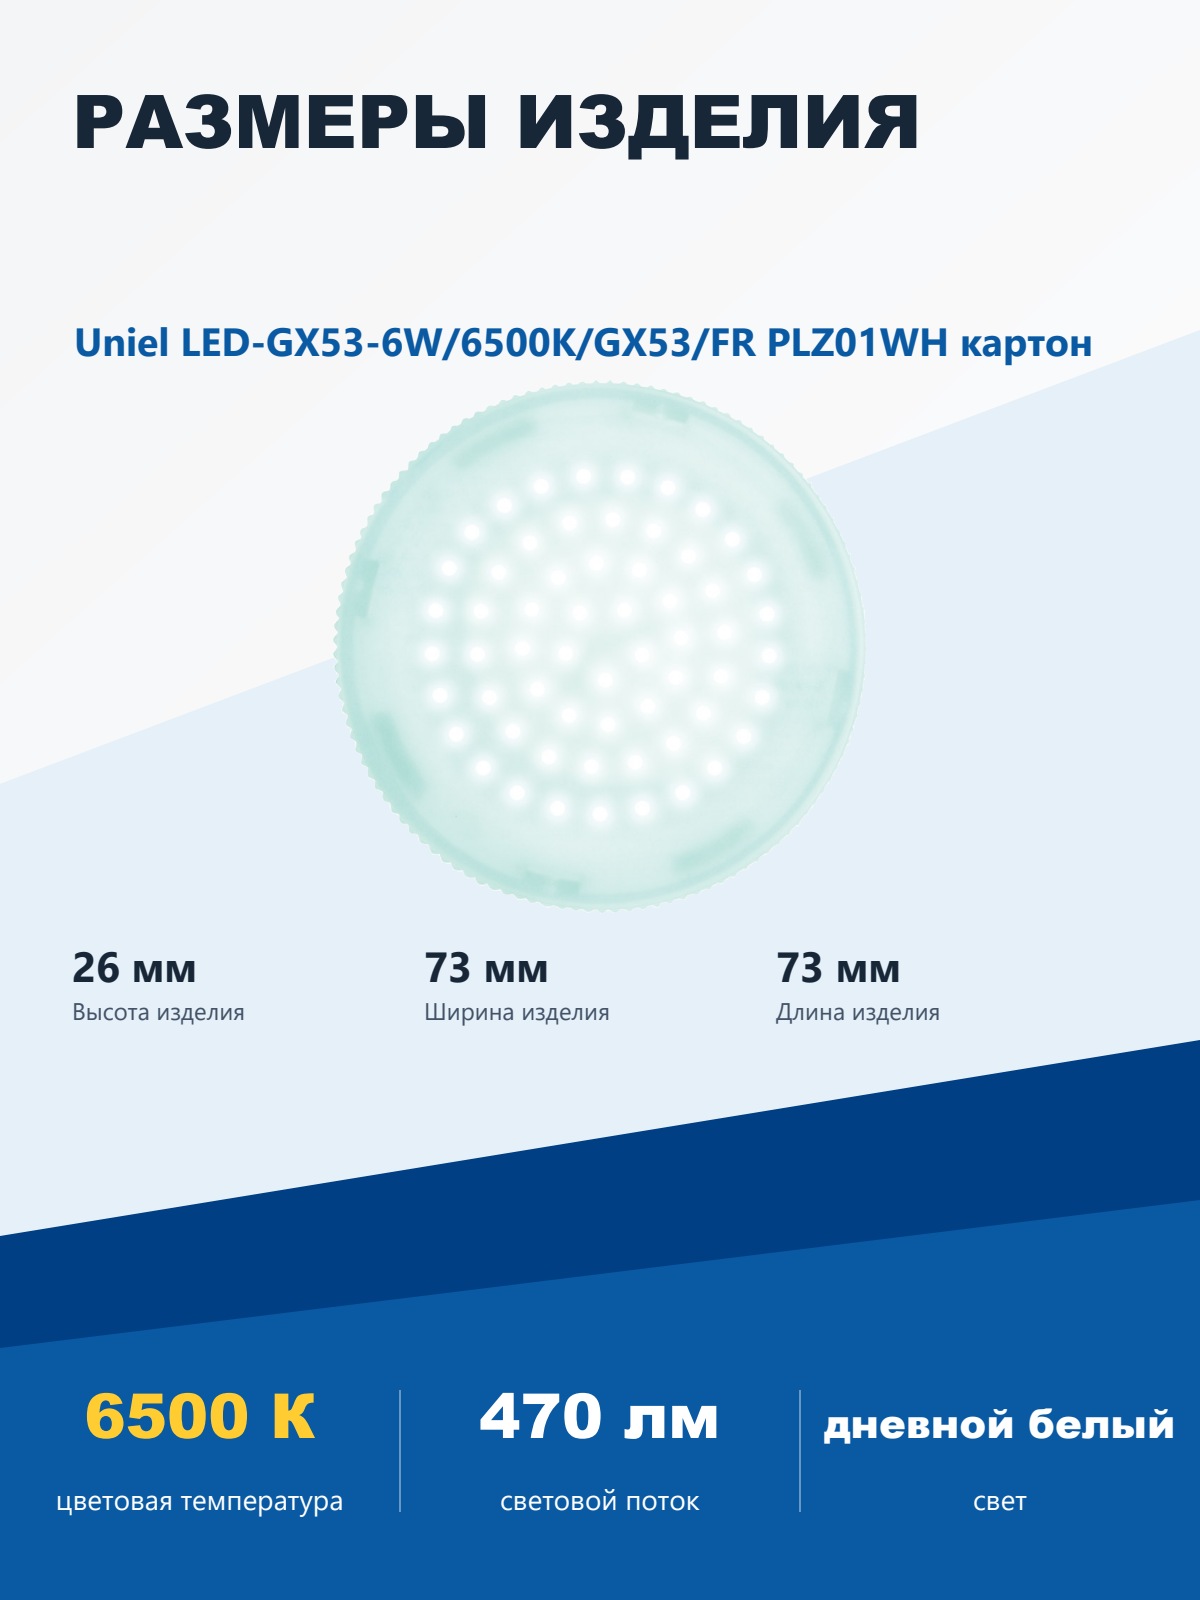 РАЗМЕРЫ ИЗДЕЛИЯ
Uniel LED-GX53-6W/6500K/GX53/FR PLZ01WH картон
26 мм
Высота изделия
73 мм
Ширина изделия
73 мм
Длина изделия
6500 К
цветовая температура
470 лм
световой поток
дневной белый
свет